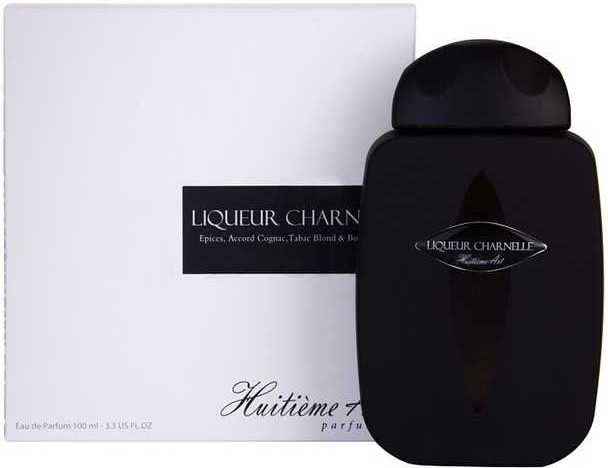 LIQUEUR CHARN
Epices, Accord Cognac, Tabac Blond & Bo
Huitième A
parfu
Eau de Parfum 100 ml - 3.3 US FL.OZ
LIQUEUR CHARNELLE
Huitième Art